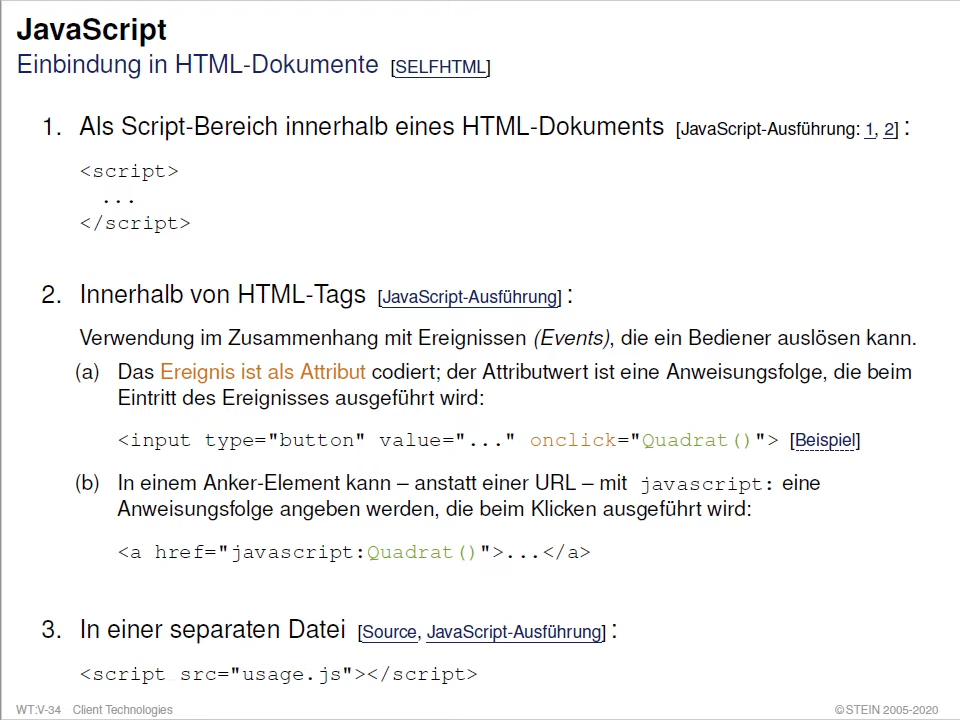 JavaScript
Einbindung in HTML-Dokumente [SELFHTML]
1. Als Script-Bereich innerhalb eines HTML-Dokuments [JavaScript-Ausführung: 1, 2] :
<script>
...
</script>
2. Innerhalb von HTML-Tags [JavaScript-Ausführung] :
Verwendung im Zusammenhang mit Ereignissen (Events), die ein Bediener auslösen kann.
(a) Das Ereignis ist als Attribut codiert; der Attributwert ist eine Anweisungsfolge, die beim
Eintritt des Ereignisses ausgeführt wird:
<input type="button" value="..." onclick="Quadrat()"> [Beispiel]
(b) In einem Anker-Element kann – anstatt einer URL – mit javascript: eine
Anweisungsfolge angeben werden, die beim Klicken ausgeführt wird:
<a href="javascript:Quadrat()">...</a>
3. In einer separaten Datei [Source, JavaScript-Ausführung] :
<script src="usage.js"></script>
WT:V-34 Client Technologies ©STEIN 2005-2020